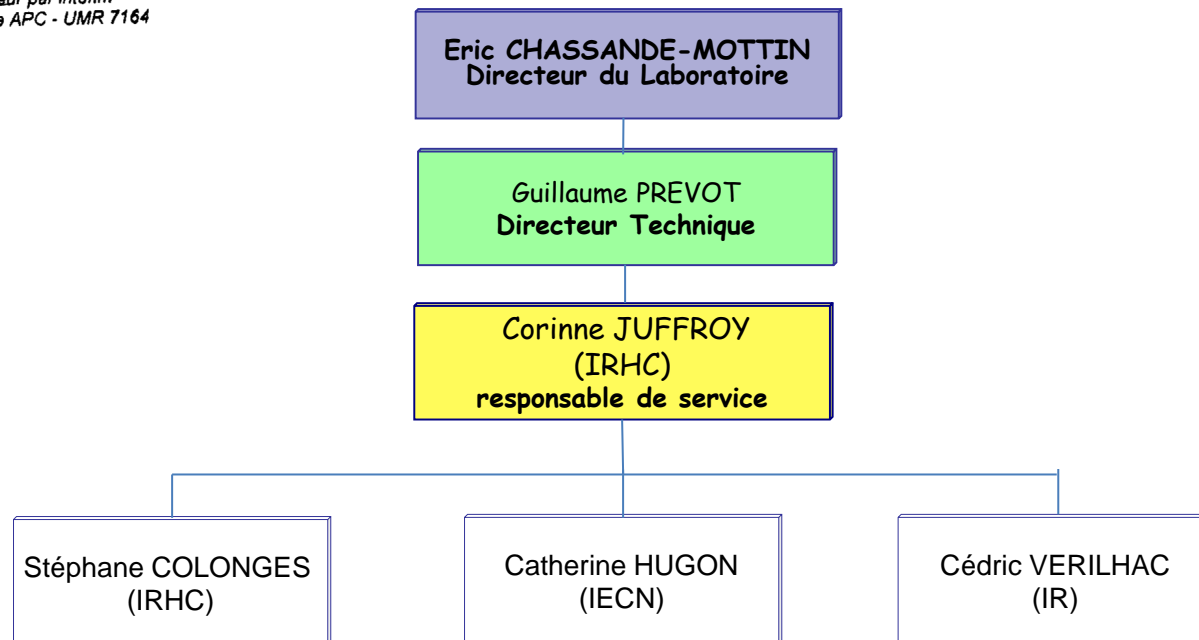 APC - UMR 7164
Eric CHASSANDE-MOTTIN
Directeur du Laboratoire
Guillaume PREVOT
Directeur Technique
Corinne JUFFROY
(IRHC)
responsable de service
Stéphane COLONGES
(IRHC)
Catherine HUGON
(IECN)
Cédric VERILHAC
(IR)